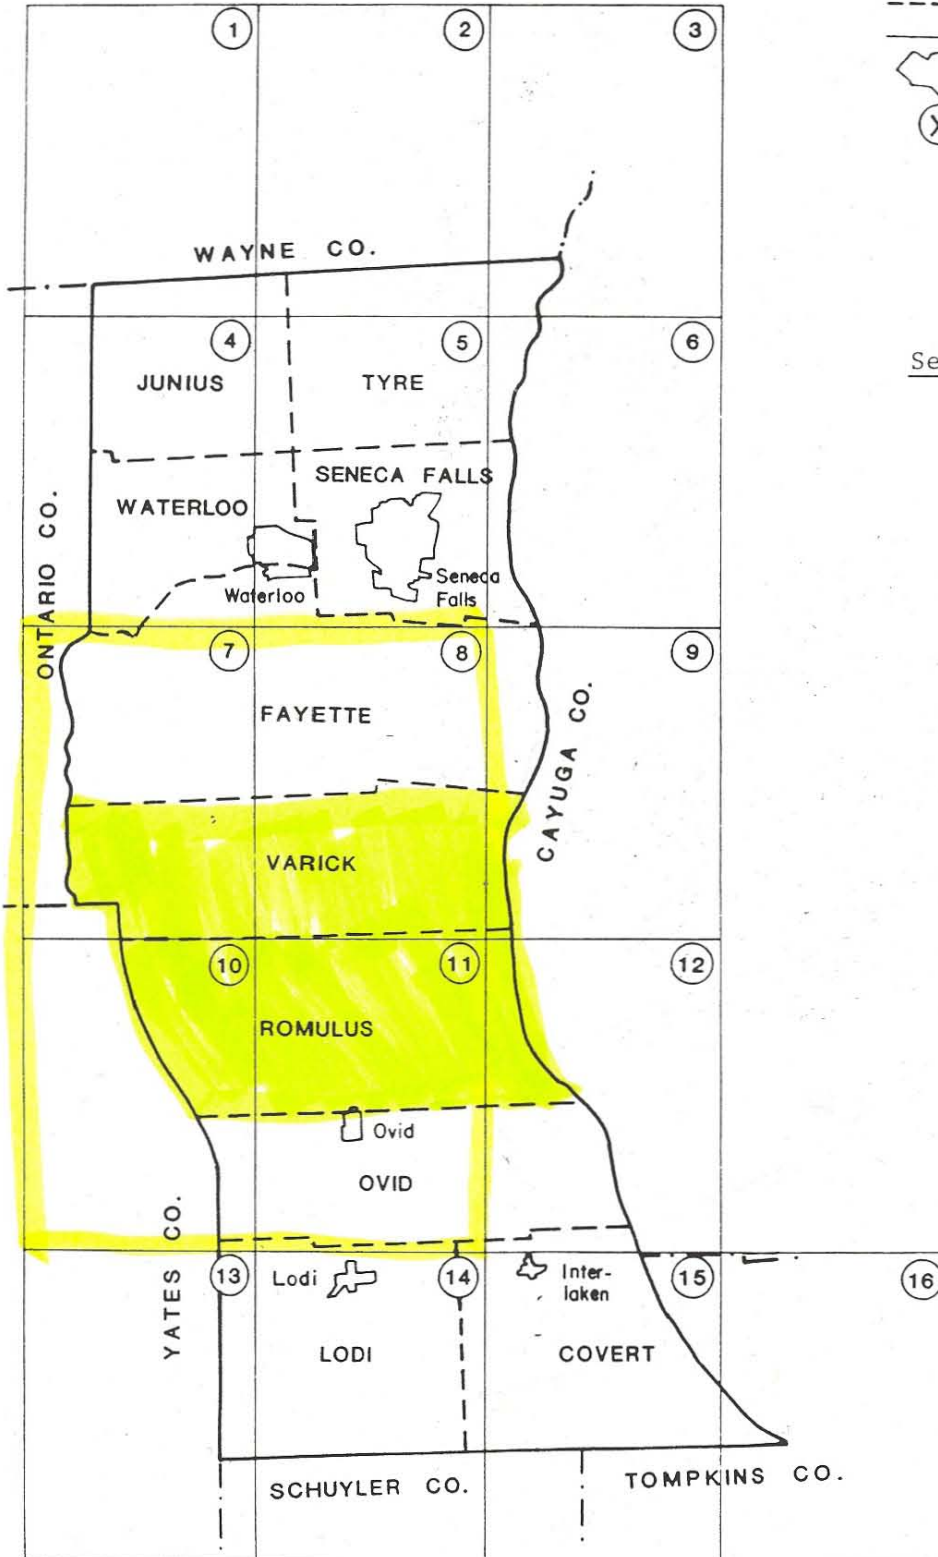 1
2
3
X
WAYNE CO.
4
5
6
JUNIUS
TYRE
Se
SENECA FALLS
WATERLOO
ONTARIO CO.
Waterloo
Seneca
Falls
7
8
9
FAYETTE
CAYUGA CO.
VARICK
10
11
12
ROMULUS
Ovid
OVID
YATES CO.
13
Lodi
14
Inter-
laken
15
16
LODI
COVERT
SCHUYLER CO.
TOMPKINS CO.